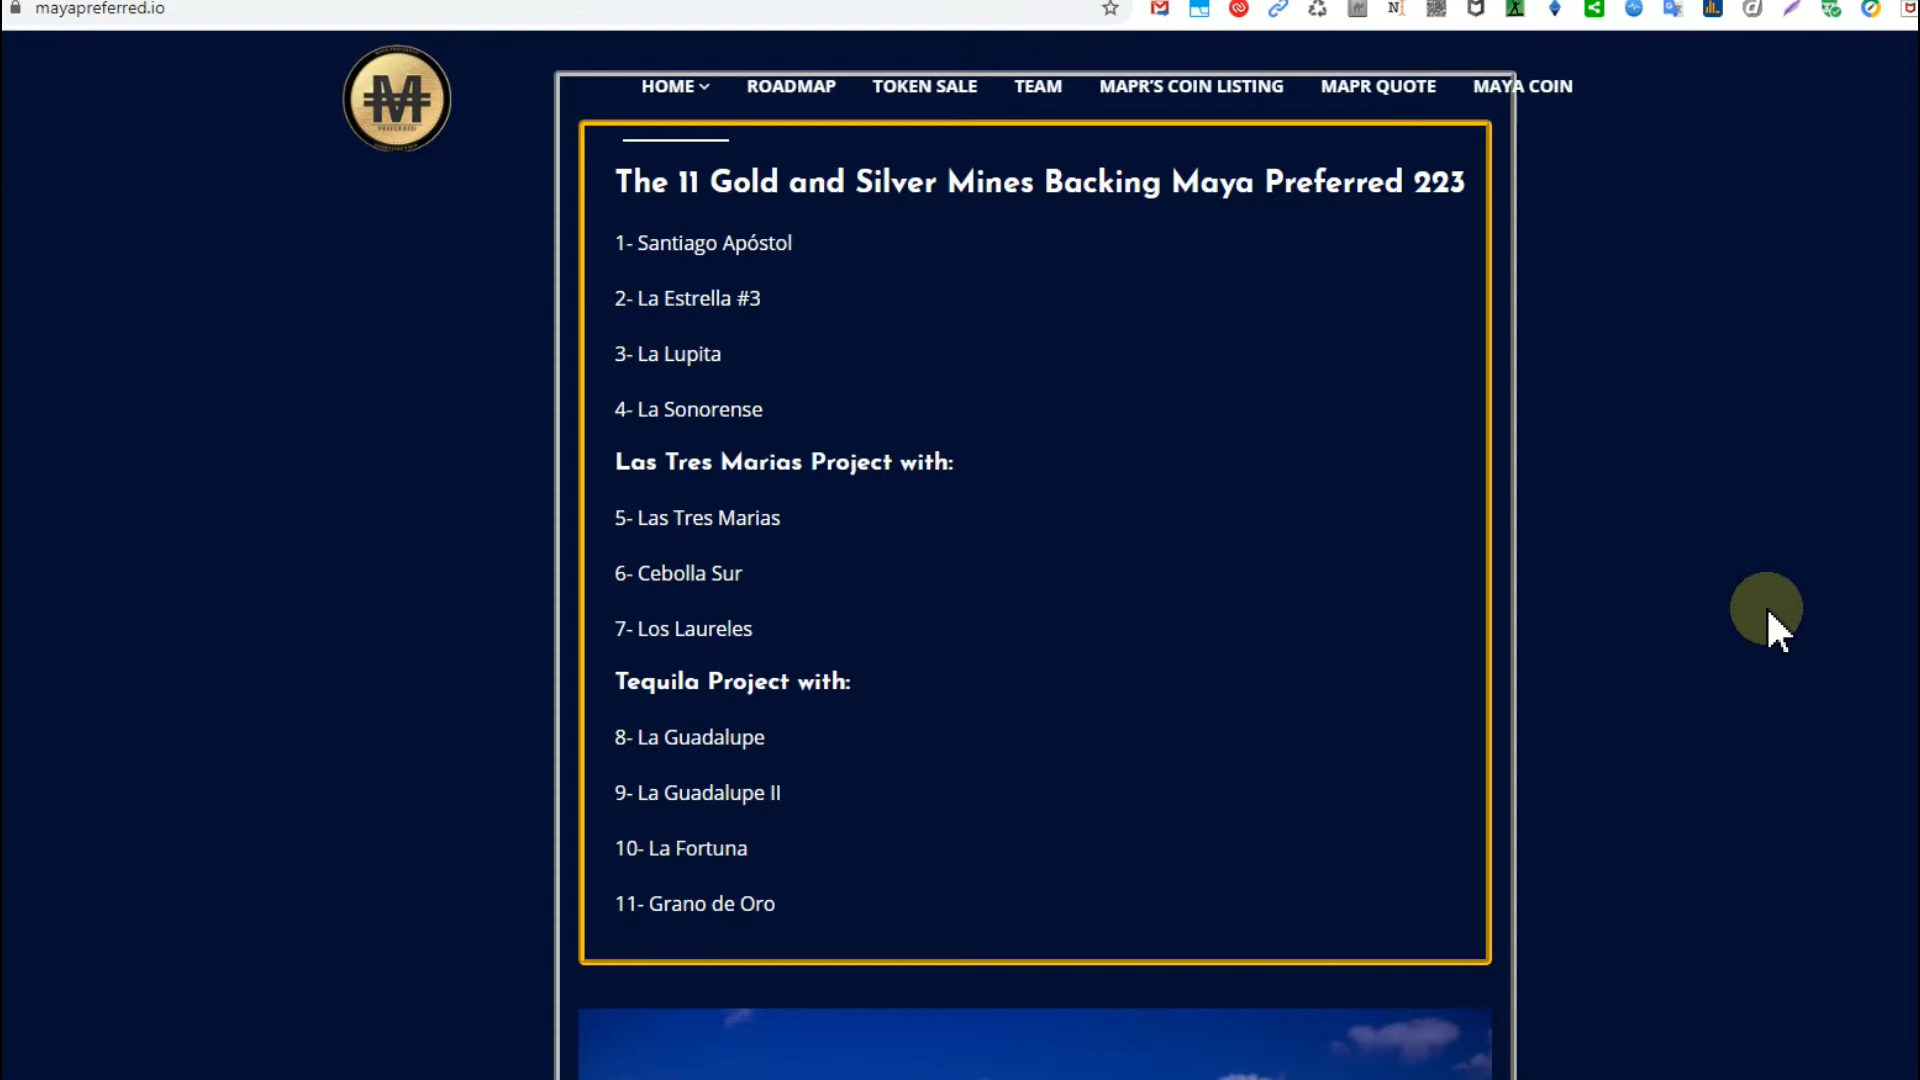 mayapreferred.io
PREFERRED
HOME
ROADMAP
TOKEN SALE
TEAM
MAPR'S COIN LISTING
MAPR QUOTE
MAYA COIN
The 11 Gold and Silver Mines Backing Maya Preferred 223
1- Santiago Apóstol
2- La Estrella #3
3- La Lupita
4- La Sonorense
Las Tres Marias Project with:
5- Las Tres Marias
6- Cebolla Sur
7- Los Laureles
Tequila Project with:
8- La Guadalupe
9- La Guadalupe II
10- La Fortuna
11- Grano de Oro